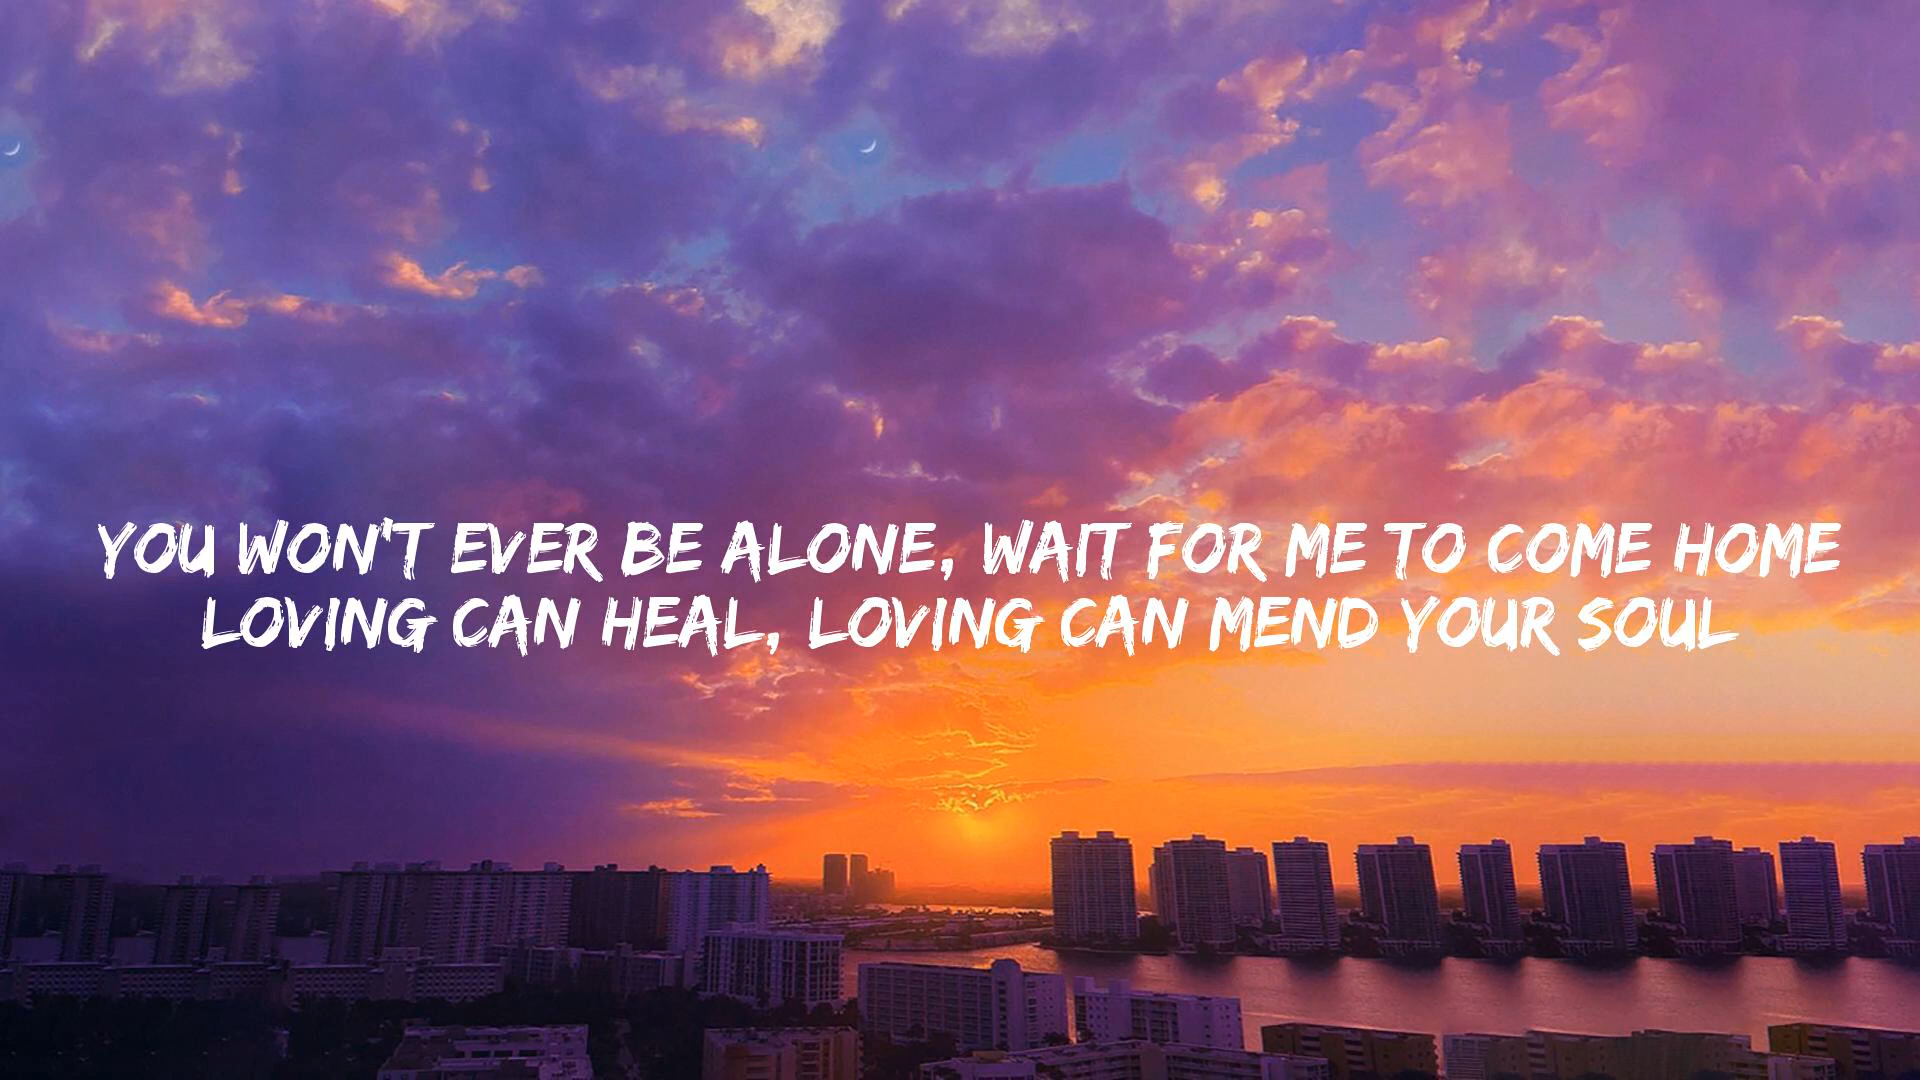 YOU WON'T EVER BE ALONE, WAIT FOR ME TO COME HOME
LOVING CAN HEAL, LOVING CAN MEND YOUR SOUL